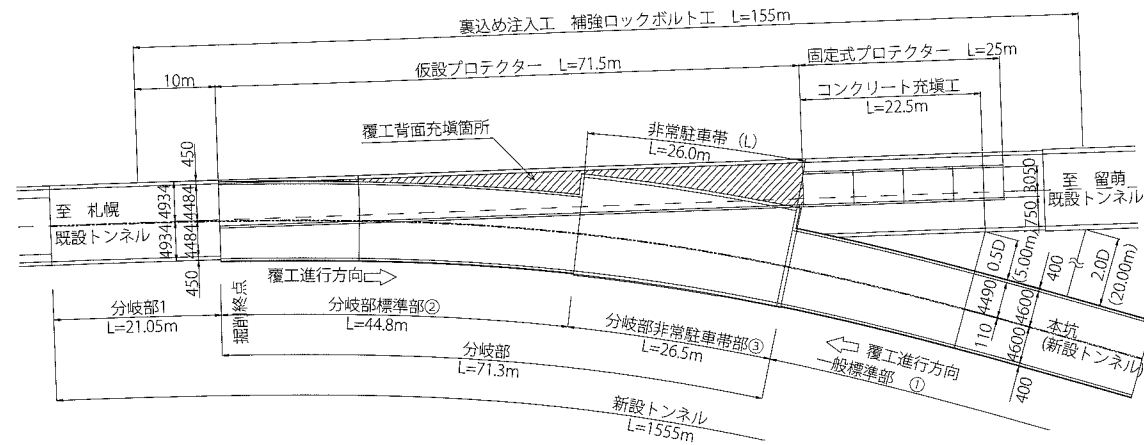 裏込め注入工　補強ロックボルト工　L=155m
仮設プロテクター　L=71.5m
固定式プロテクター　L=25m
10m
コンクリート充塡工
L=22.5m
覆工背面充塡箇所
非常駐車帯（L）
L=26.0m
450
4934
4484
4934
4484
450
至　札幌
既設トンネル
至　留萌
既設トンネル
3050
1750
覆工進行方向
掘削終点
分岐部1
L=21.05m
分岐部標準部②
L=44.8m
分岐部非常駐車帯部③
L=26.5m
分岐部
L=71.3m
新設トンネル
L=1555m
覆工進行方向
一般標準部　①
0.5D
(5.00m)
400
2.0D
(20.00m)
4490
4600
110
4600
400
本坑
(新設トンネル)